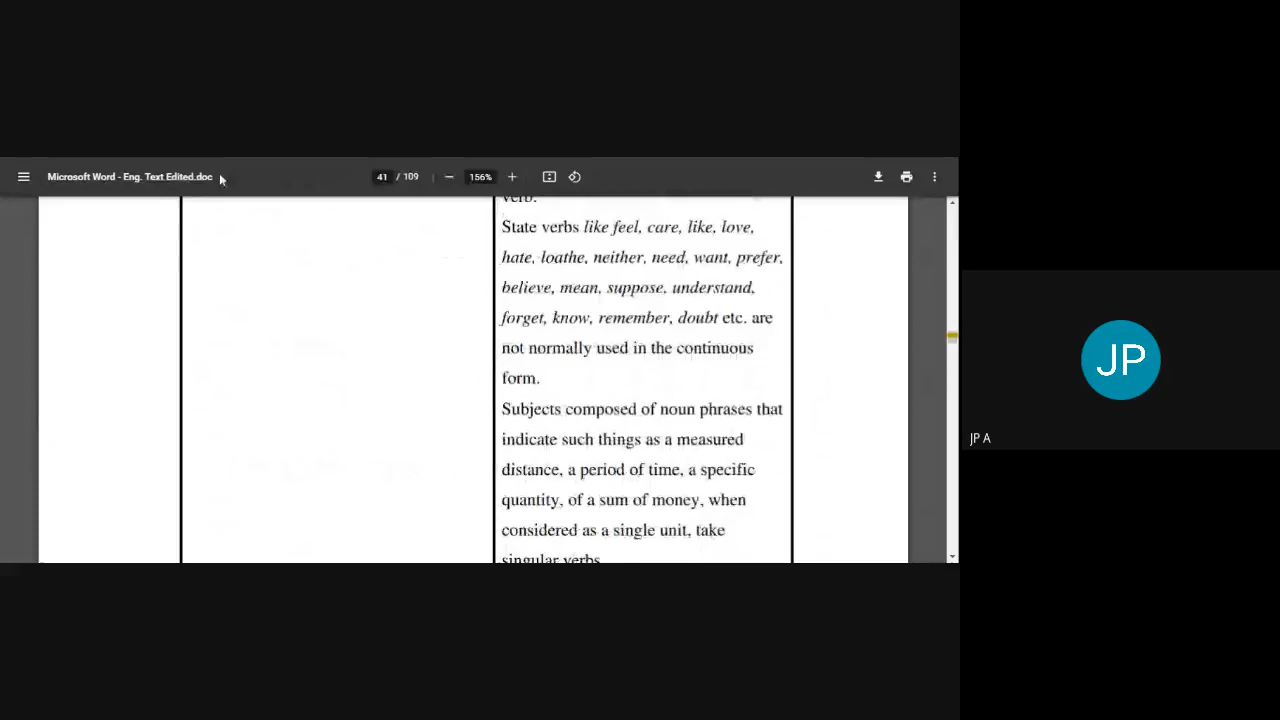 Microsoft Word - Eng. Text Edited.doc
41 / 109
156%
verb.
State verbs like feel, care, like, love,
hate, loathe, neither, need, want, prefer,
believe, mean, suppose, understand,
forget, know, remember, doubt etc. are
not normally used in the continuous
form.
Subjects composed of noun phrases that
indicate such things as a measured
distance, a period of time, a specific
quantity, of a sum of money, when
considered as a single unit, take
singular verbs
JP
JP A